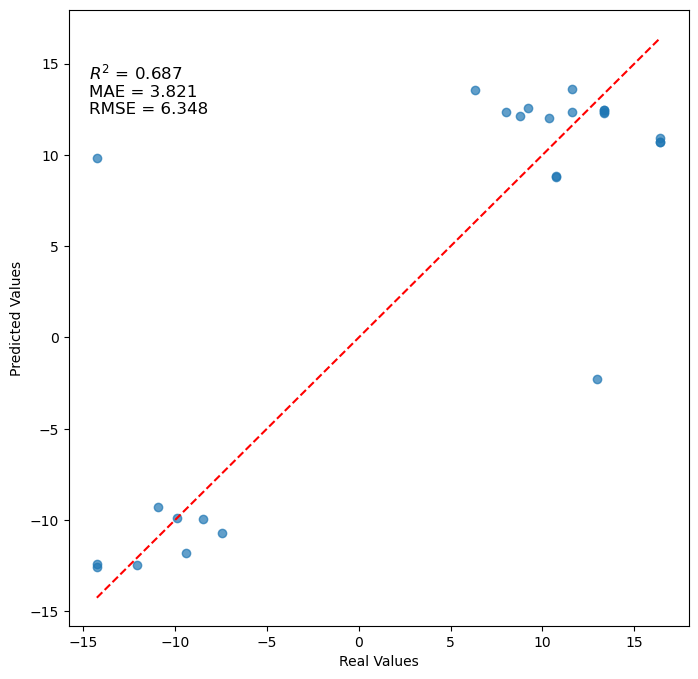 R² = 0.687
MAE = 3.821
RMSE = 6.348
15
10
5
0
−5
−10
−15
Predicted Values
−15 −10 −5 0 5 10 15
Real Values